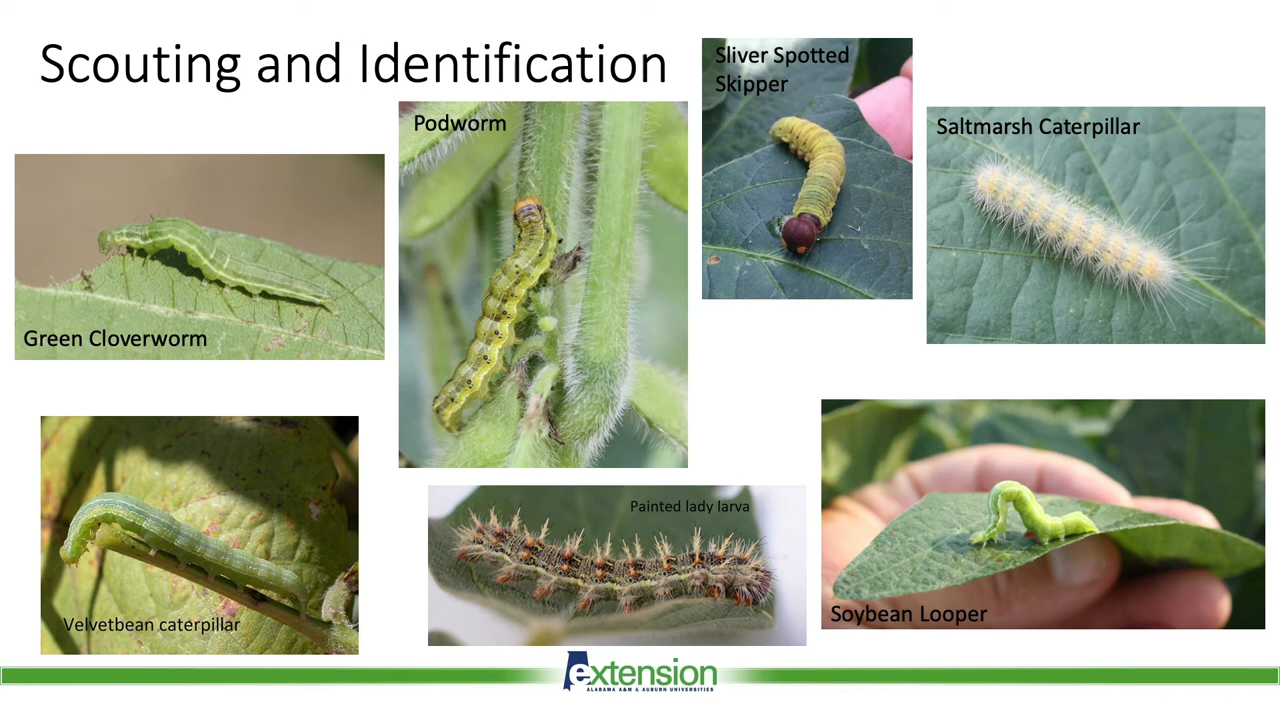 Scouting and Identification
Sliver Spotted
Skipper
Podworm
Saltmarsh Caterpillar
Green Cloverworm
Painted lady larva
Velvetbean caterpillar
Soybean Looper
extension
ALABAMA A&M & AUBURN UNIVERSITIES